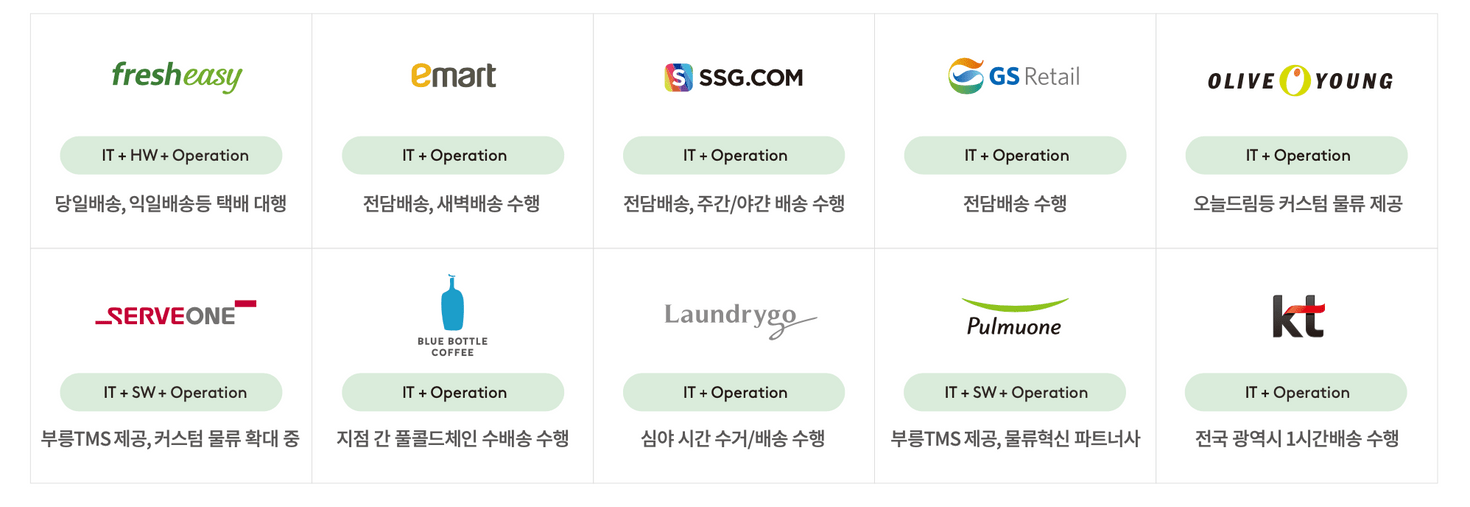 fresheasy
emart
S SSG.COM
GS Retail
OLIVE YOUNG
IT + HW + Operation
IT + Operation
IT + Operation
IT + Operation
IT + Operation
당일배송, 익일배송등 택배 대행
전담배송, 새벽배송 수행
전담배송, 주간/야갼 배송 수행
전담배송 수행
오늘드림등 커스텀 물류 제공
SERVEONE
BLUE BOTTLE
COFFEE
Laundrygo
Pulmuone
kt
IT + SW + Operation
IT + Operation
IT + Operation
IT + SW + Operation
IT + Operation
부릉TMS 제공, 커스텀 물류 확대 중
지점 간 풀콜드체인 수배송 수행
심야 시간 수거/배송 수행
부릉TMS 제공, 물류혁신 파트너사
전국 광역시 1시간배송 수행